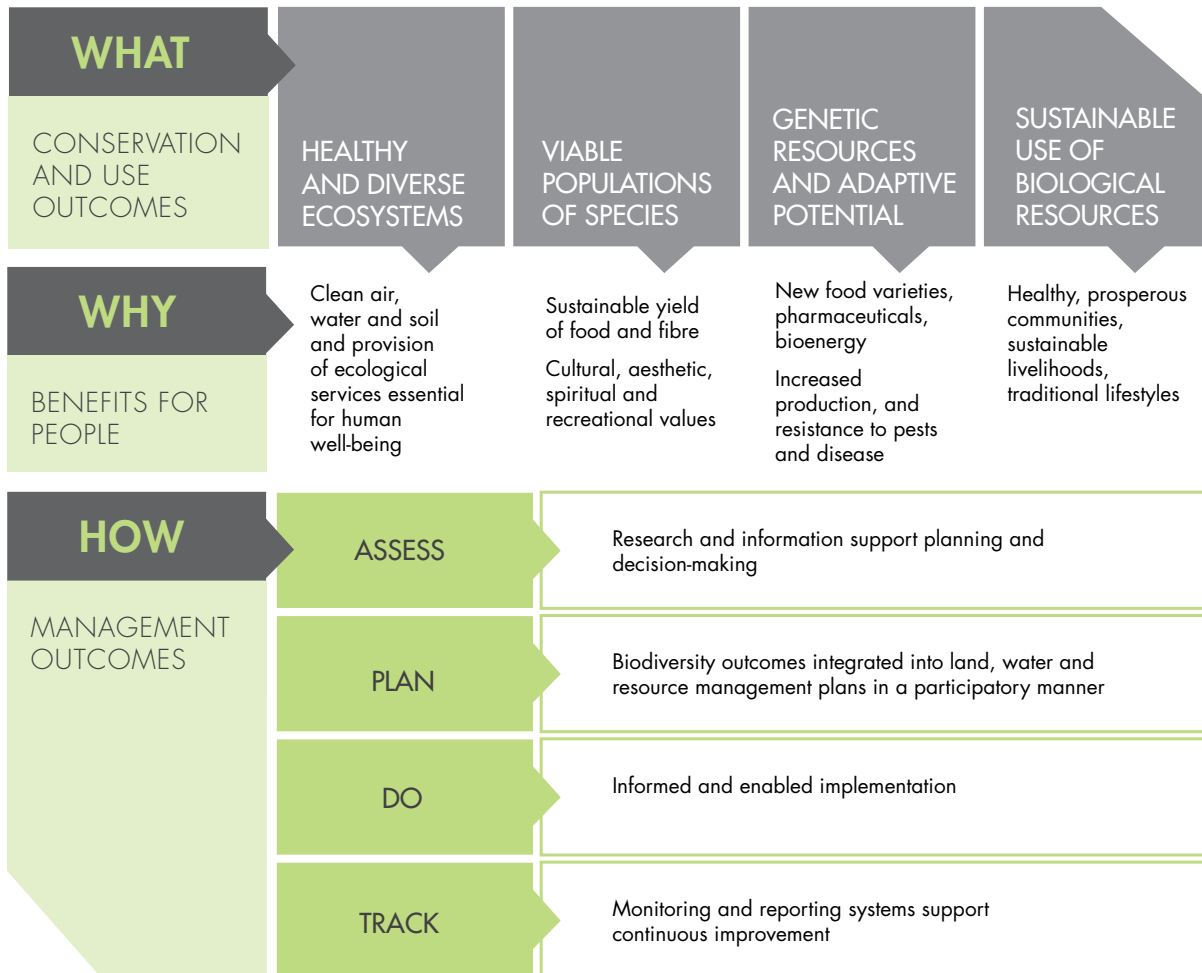 WHAT
CONSERVATION
AND USE
OUTCOMES
HEALTHY
AND DIVERSE
ECOSYSTEMS
VIABLE
POPULATIONS
OF SPECIES
GENETIC
RESOURCES
AND ADAPTIVE
POTENTIAL
SUSTAINABLE
USE OF
BIOLOGICAL
RESOURCES
WHY
BENEFITS FOR
PEOPLE
Clean air,
water and soil
and provision
of ecological
services essential
for human
well-being
Sustainable yield
of food and fibre
Cultural, aesthetic,
spiritual and
recreational values
New food varieties,
pharmaceuticals,
bioenergy
Increased
production, and
resistance to pests
and disease
Healthy, prosperous
communities,
sustainable
livelihoods,
traditional lifestyles
HOW
MANAGEMENT
OUTCOMES
ASSESS
Research and information support planning and
decision-making
PLAN
Biodiversity outcomes integrated into land, water and
resource management plans in a participatory manner
DO
Informed and enabled implementation
TRACK
Monitoring and reporting systems support
continuous improvement